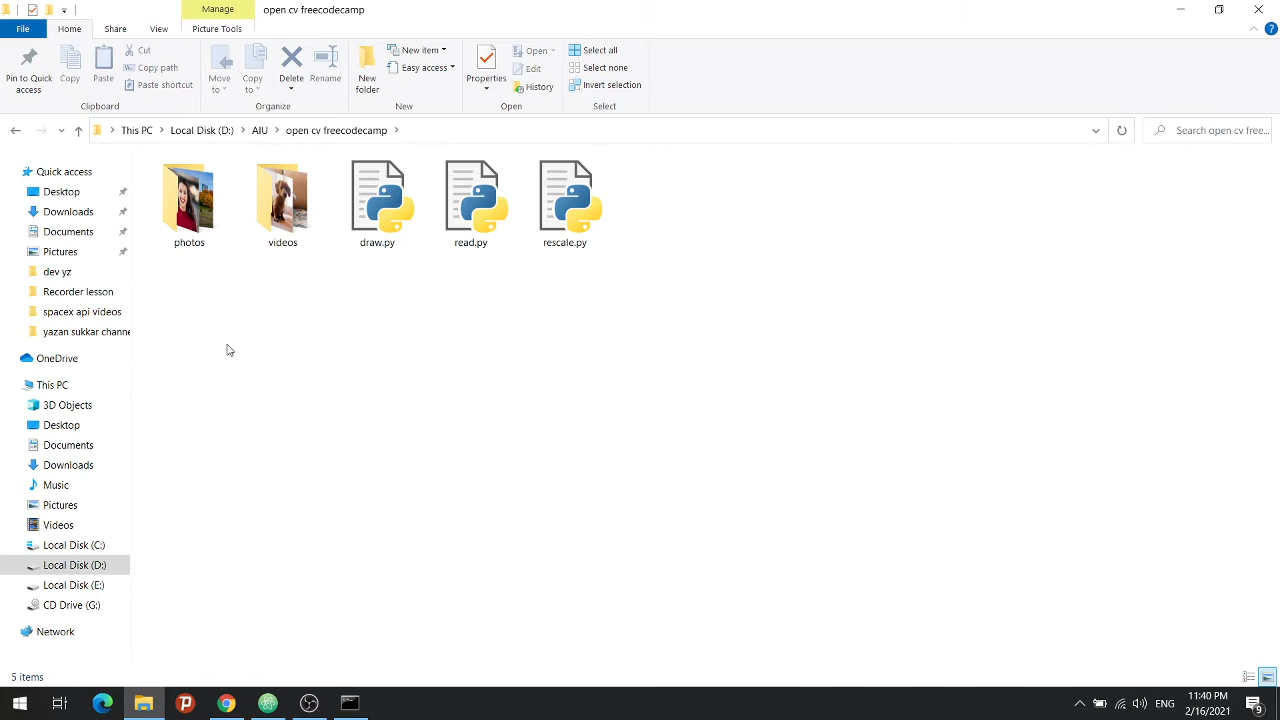 Manage
open cv freecodecamp
File
Home
Share
View
Picture Tools
Pin to Quick access
Copy
Paste
Cut
Copy path
Paste shortcut
Clipboard
Move to
Copy to
Delete
Rename
Organize
New folder
New item
Easy access
New
Properties
Open
Edit
History
Open
Select all
Select none
Invert selection
Select
This PC
Local Disk (D:)
AIU
open cv freecodecamp
Search open cv free...
Quick access
Desktop
Downloads
Documents
Pictures
dev yz
Recorder lesson
spacex api videos
yazan sukkar channe
OneDrive
This PC
3D Objects
Desktop
Documents
Downloads
Music
Pictures
Videos
Local Disk (C:)
Local Disk (D:)
Local Disk (E:)
CD Drive (G:)
Network
photos
videos
draw.py
read.py
rescale.py
5 items
ENG
11:40 PM
2/16/2021
9